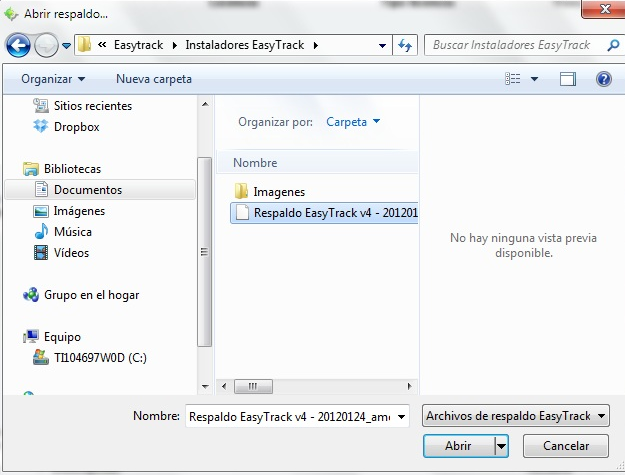 Abrir respaldo...
Easytrack Instaladores EasyTrack
Buscar Instaladores EasyTrack
Organizar Nueva carpeta
Sitios recientes
Dropbox
Bibliotecas
Documentos
Imágenes
Música
Vídeos
Grupo en el hogar
Equipo
TI104697W0D (C:)
Organizar por: Carpeta
Nombre
Imagenes
Respaldo EasyTrack v4 - 20120
No hay ninguna vista previa
disponible.
Nombre: Respaldo EasyTrack v4 - 20120124_am
Archivos de respaldo EasyTrack
Abrir Cancelar